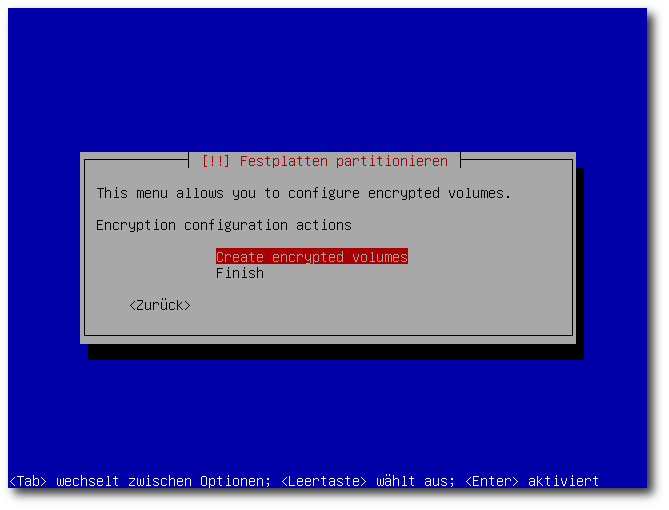 [!!] Festplatten partitionieren
This menu allows you to configure encrypted volumes.
Encryption configuration actions
Create encrypted volumes
Finish
<Zurück>
<Tab> wechselt zwischen Optionen; <Leertaste> wählt aus; <Enter> aktiviert